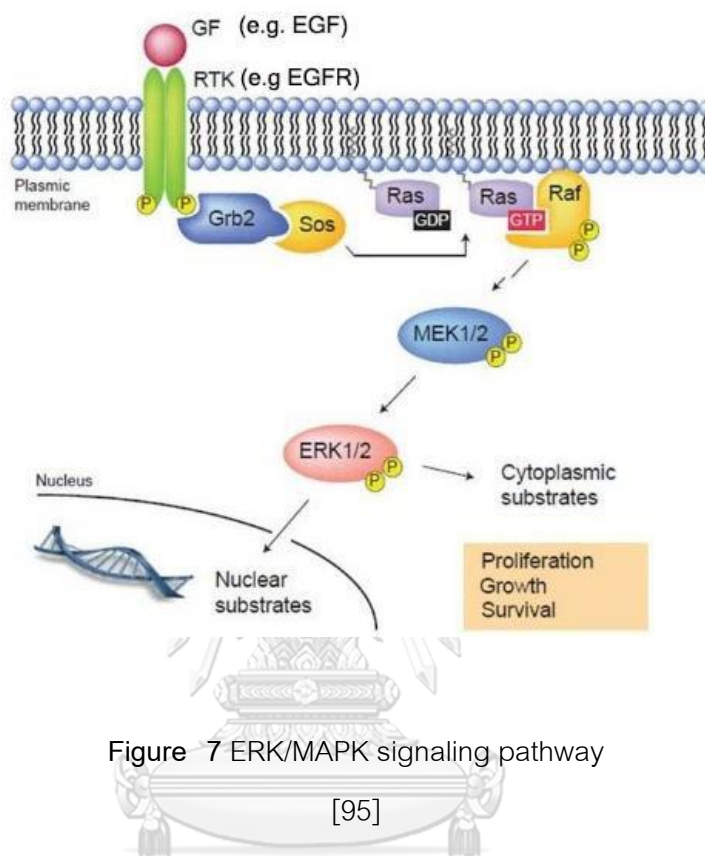 GF (e.g. EGF)
RTK (e.g EGFR)
Plasmic
membrane
P
P
Grb2
Sos
Ras
GDP
Ras
GTP
Raf
P
P
MEK1/2
P
P
ERK1/2
P
P
Cytoplasmic
substrates
Nucleus
Nuclear
substrates
Proliferation
Growth
Survival
Figure 7 ERK/MAPK signaling pathway
[95]